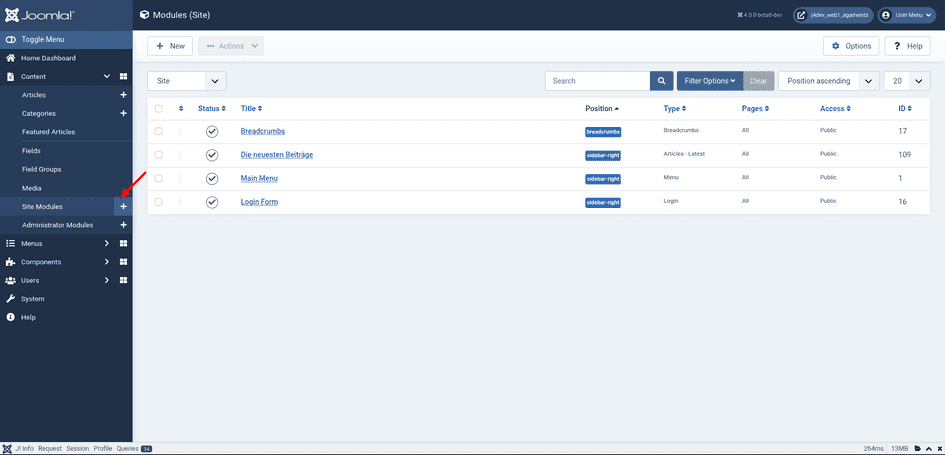 Joomla!
Modules (Site)
4.0.0-beta6-dev
j4dev_web1_agadvents
User Menu
Toggle Menu
New
Actions
Options
Help
Home Dashboard
Content
Articles
Categories
Featured Articles
Fields
Field Groups
Media
Site Modules
Administrator Modules
Menus
Components
Users
System
Help
Site
Search
Filter Options
Clear
Position ascending
20
Status Title Position Type Pages Access ID
Breadcrumbs breadcrumbs Breadcrumbs All Public 17
Die neuesten Beiträge sidebar-right Articles - Latest All Public 109
Main Menu sidebar-right Menu All Public 1
Login Form sidebar-right Login All Public 16
J! Info Request Session Profile Queries 34
264ms 13MB